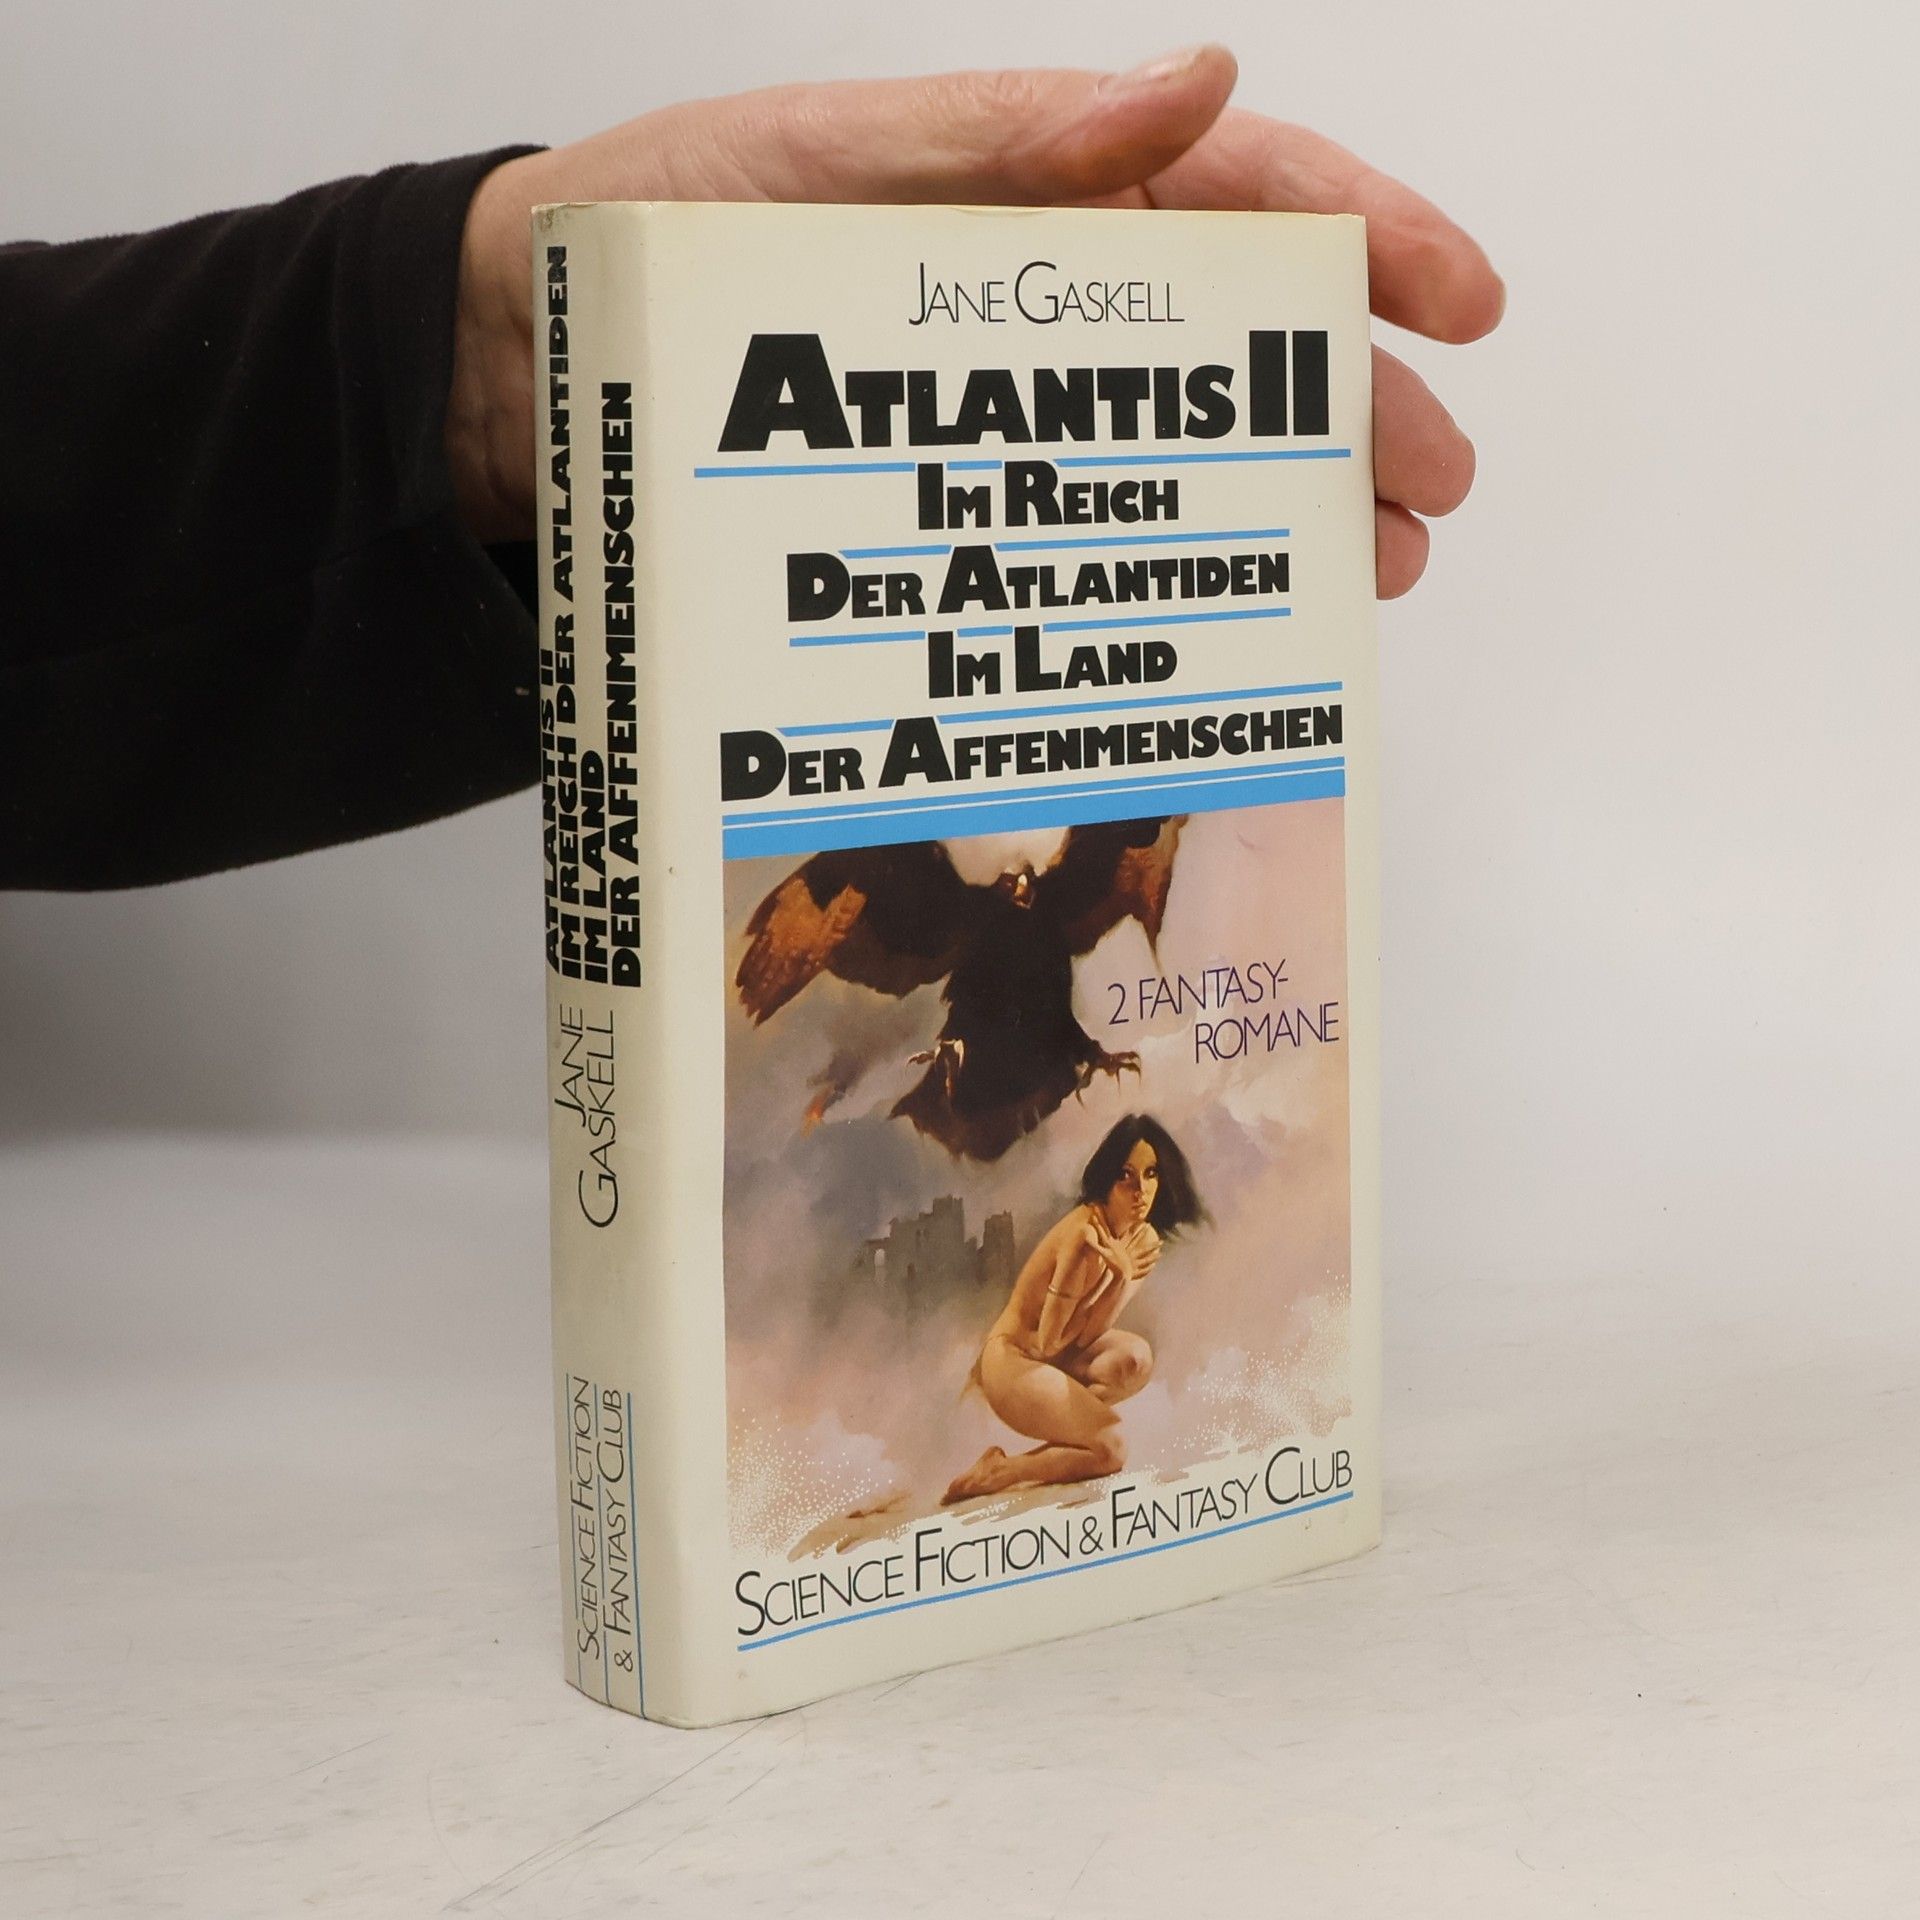 JANE GASKELL
ATLANTIS II
IM REICH
DER ATLANTIDEN
IM LAND
DER AFFENMENSCHEN
2 FANTASY-
ROMANE
SCIENCE FICTION & FANTASY CLUB
ATLANTIS II
IM REICH DER ATLANTIDEN
IM LAND
DER AFFENMENSCHEN
JANE
GASKELL
SCIENCE FICTION
& FANTASY CLUB